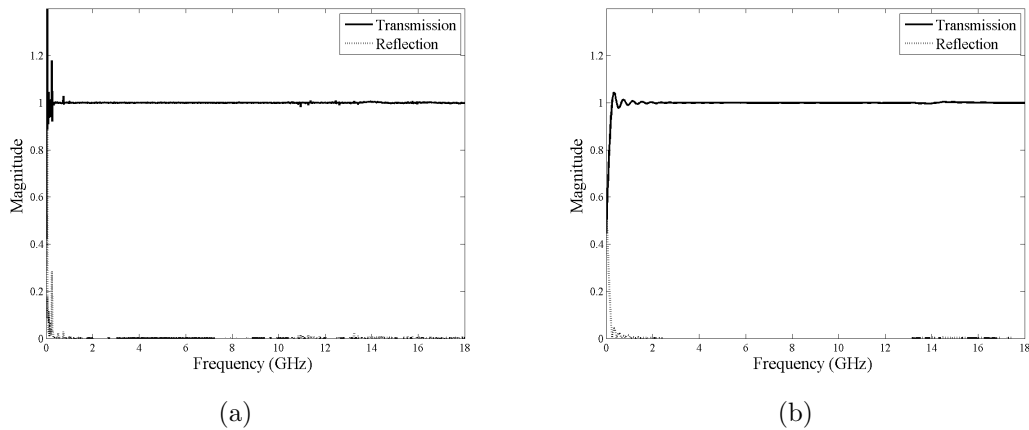 Transmission
Reflection
1.2
1
0.8
0.6
0.4
0.2
0
Magnitude
0 2 4 6 8 10 12 14 16 18
Frequency (GHz)
(a)
Transmission
Reflection
1.2
1
0.8
0.6
0.4
0.2
0
Magnitude
0 2 4 6 8 10 12 14 16 18
Frequency (GHz)
(b)